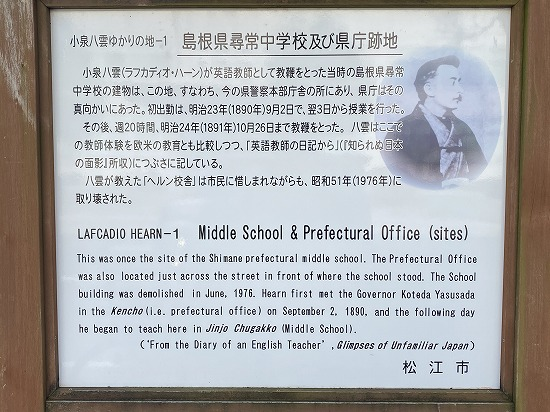 小泉八雲ゆかりの地-1 島根県尋常中学校及び県庁跡地
小泉八雲(ラフカディオ・ハーン)が英語教師として教鞭をとった当時の島根県尋常
中学校の建物は、この地、すなわち、今の県警察本部庁舎の所にあり、県庁はその
真向かいにあった。初出勤は、明治23年(1890年)9月2日で、翌3日から授業を行った。
その後、週20時間、明治24年(1891年)10月26日まで教鞭をとった。八雲はここで
の教師体験を欧米の教育とも比較しつつ、「英語教師の日記から」(『知られぬ日本
の面影』所収)につぶさに記している。
八雲が教えた「ヘルン校舎」は市民に惜しまれながらも、昭和51年(1976年)に
取り壊された。
LAFCADIO HEARN-1 Middle School & Prefectural Office (sites)
This was once the site of the Shimane prefectural middle school. The Prefectural Office
was also located just across the street in front of where the school stood. The School
building was demolished in June, 1976. Hearn first met the Governor Koteda Yasusada
in the Kencho (i.e. prefectural office) on September 2, 1890, and the following day
he began to teach here in Jinjo Chugakko (Middle School).
('From the Diary of an English Teacher', Glimpses of Unfamiliar Japan)
松江市